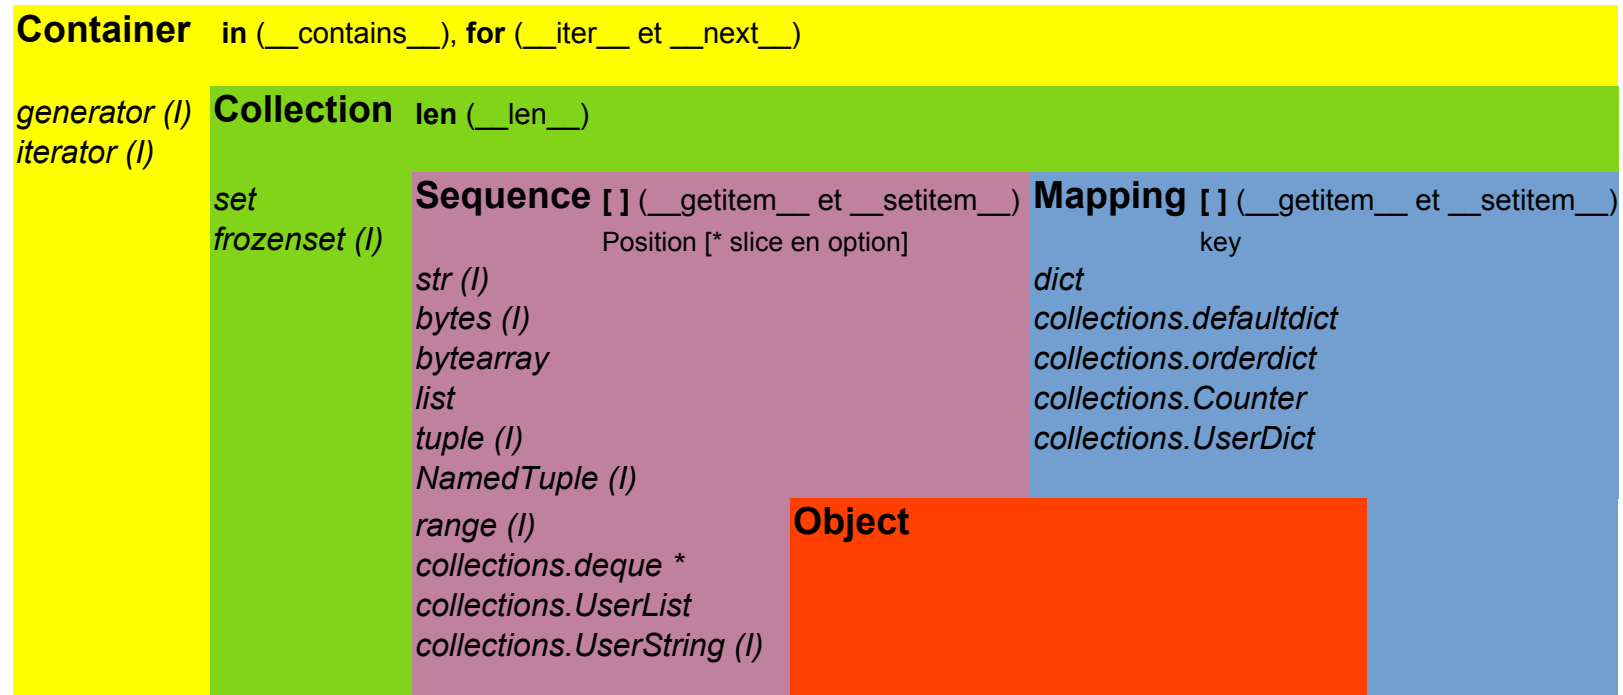 Container in (__contains__), for (__iter__ et __next__)
generator (I)
iterator (I)
Collection len (__len__)
set
frozenset (I)
Sequence [ ] (__getitem__ et __setitem__)
Position [* slice en option]
str (I)
bytes (I)
bytearray
list
tuple (I)
NamedTuple (I)
range (I)
collections.deque *
collections.UserList
collections.UserString (I)
Mapping [ ] (__getitem__ et __setitem__)
key
dict
collections.defaultdict
collections.orderdict
collections.Counter
collections.UserDict
Object